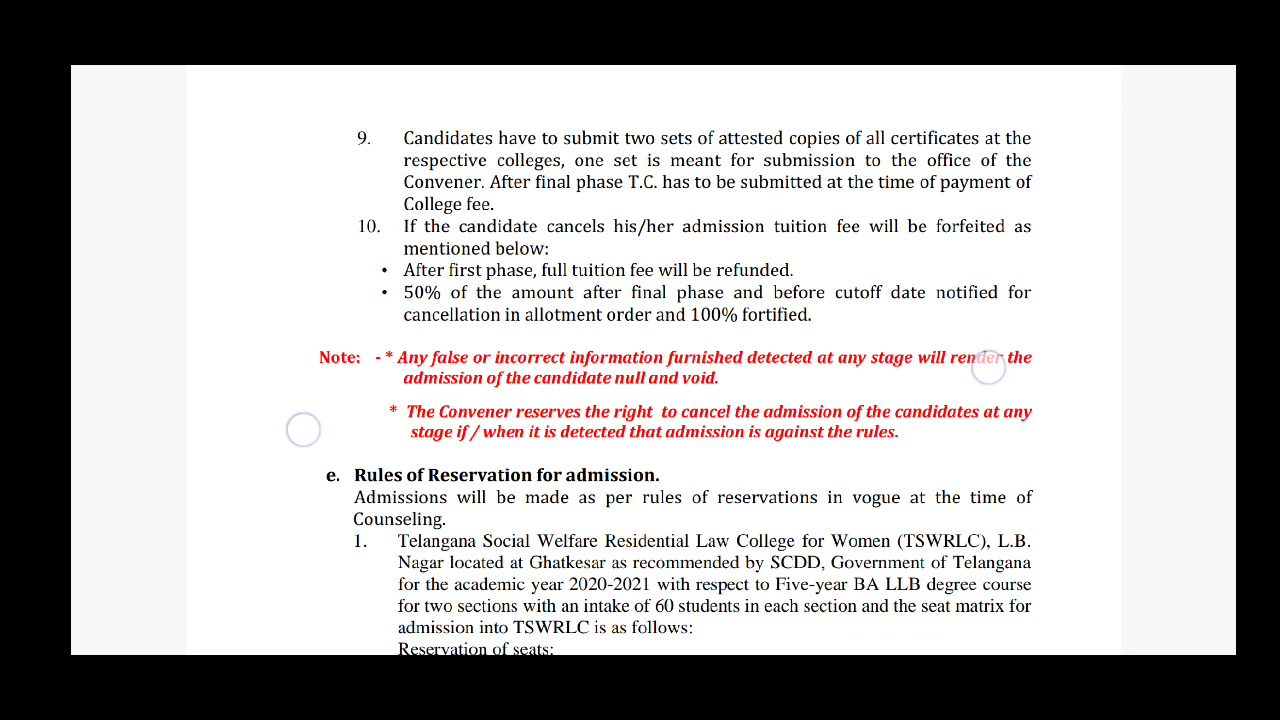 9. Candidates have to submit two sets of attested copies of all certificates at the
respective colleges, one set is meant for submission to the office of the
Convener. After final phase T.C. has to be submitted at the time of payment of
College fee.
10. If the candidate cancels his/her admission tuition fee will be forfeited as
mentioned below:
• After first phase, full tuition fee will be refunded.
• 50% of the amount after final phase and before cutoff date notified for
cancellation in allotment order and 100% fortified.
Note: - * Any false or incorrect information furnished detected at any stage will render the
admission of the candidate null and void.
* The Convener reserves the right to cancel the admission of the candidates at any
stage if / when it is detected that admission is against the rules.
e. Rules of Reservation for admission.
Admissions will be made as per rules of reservations in vogue at the time of
Counseling.
1. Telangana Social Welfare Residential Law College for Women (TSWRLC), L.B.
Nagar located at Ghatkesar as recommended by SCDD, Government of Telangana
for the academic year 2020-2021 with respect to Five-year BA LLB degree course
for two sections with an intake of 60 students in each section and the seat matrix for
admission into TSWRLC is as follows:
Reservation of seats: